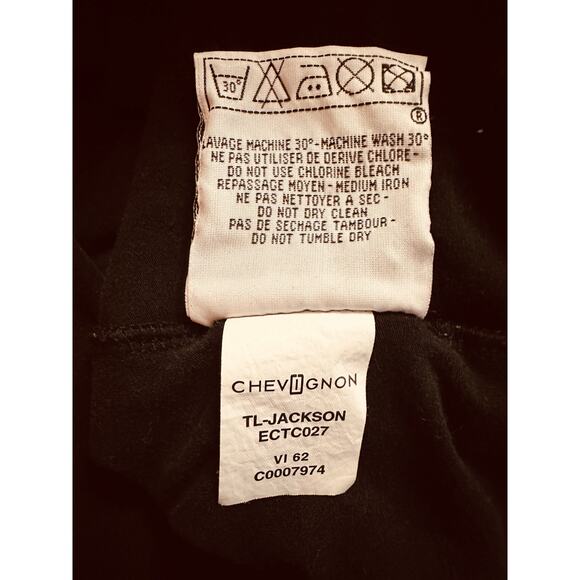 30°
®
LAVAGE MACHINE 30°-MACHINE WASH 30°
NE PAS UTILISER DE DERIVE CHLORE-
DO NOT USE CHLORINE BLEACH
REPASSAGE MOYEN - MEDIUM IRON
NE PAS NETTOYER A SEC -
DO NOT DRY CLEAN
PAS DE SECHAGE TAMBOUR -
DO NOT TUMBLE DRY
CHEVIGNON
TL-JACKSON
ECTC027
VI 62
C0007974